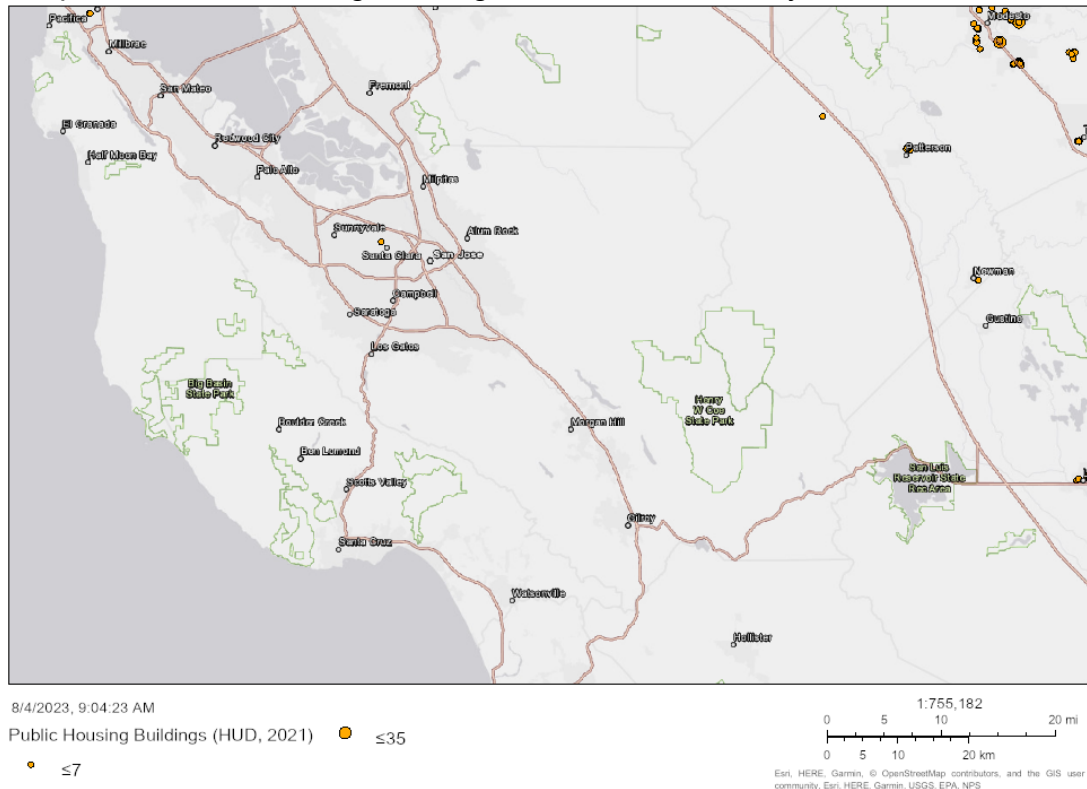 Pacifica
Millbrae
San Mateo
Fremont
El Granada
Redwood City
Half Moon Bay
Palo Alto
Milpitas
Sunnyvale
Alum Rock
Santa Clara
San Jose
Campbell
Saratoga
Los Gatos
Big Basin
State Park
Boulder Creek
Ben Lomond
Scotts Valley
Santa Cruz
Morgan Hill
Henry
W Coe
State Park
Gilroy
Watsonville
Hollister
Modesto
Patterson
Newman
Gustine
San Luis
Reservoir State
Rec Area
8/4/2023, 9:04:23 AM
Public Housing Buildings (HUD, 2021)
≤35
≤7
1:755,182
0 5 10 20 mi
0 5 10 20 km
Esri, HERE, Garmin, © OpenStreetMap contributors, and the GIS user
community, Esri, HERE, Garmin, USGS, EPA, NPS